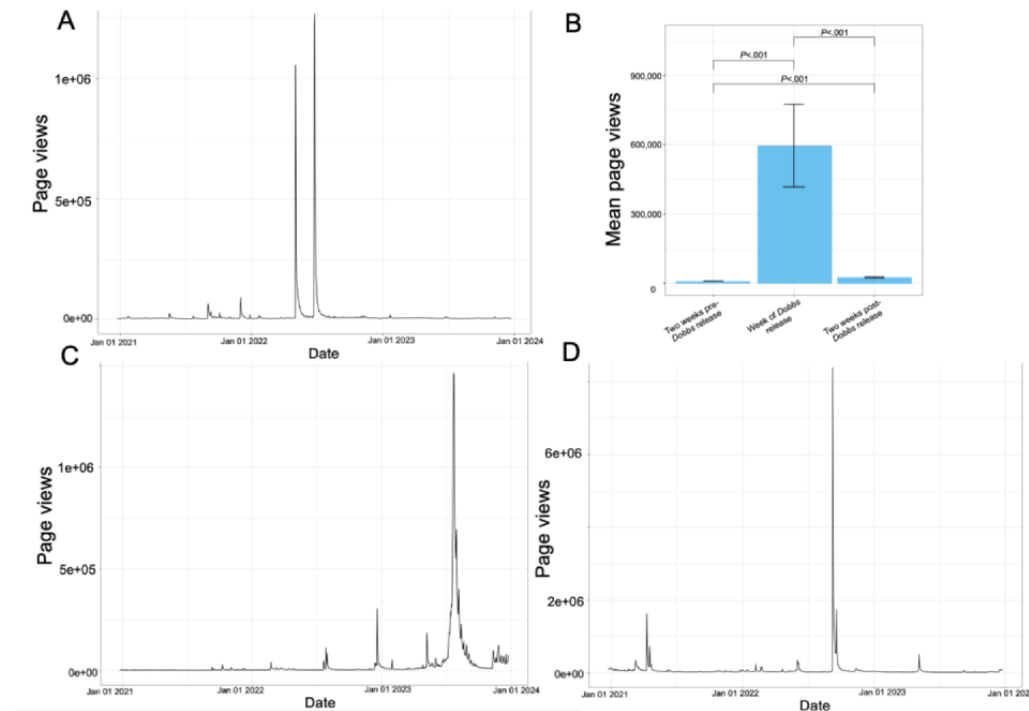 A
Page views
1e+06
5e+05
0e+00
Jan 01 2021
Jan 01 2022
Jan 01 2023
Jan 01 2024
Date
B
Mean page views
900,000
600,000
300,000
0
P<.001
P<.001
P<.001
Two weeks pre-
Dobbs release
Week of Dobbs
release
Two weeks post-
Dobbs release
C
Page views
1e+06
5e+05
0e+00
Jan 01 2021
Jan 01 2022
Jan 01 2023
Jan 01 2024
Date
D
Page views
6e+06
2e+06
0e+00
Jan 01 2021
Jan 01 2022
Jan 01 2023
Jan 01 202
Date